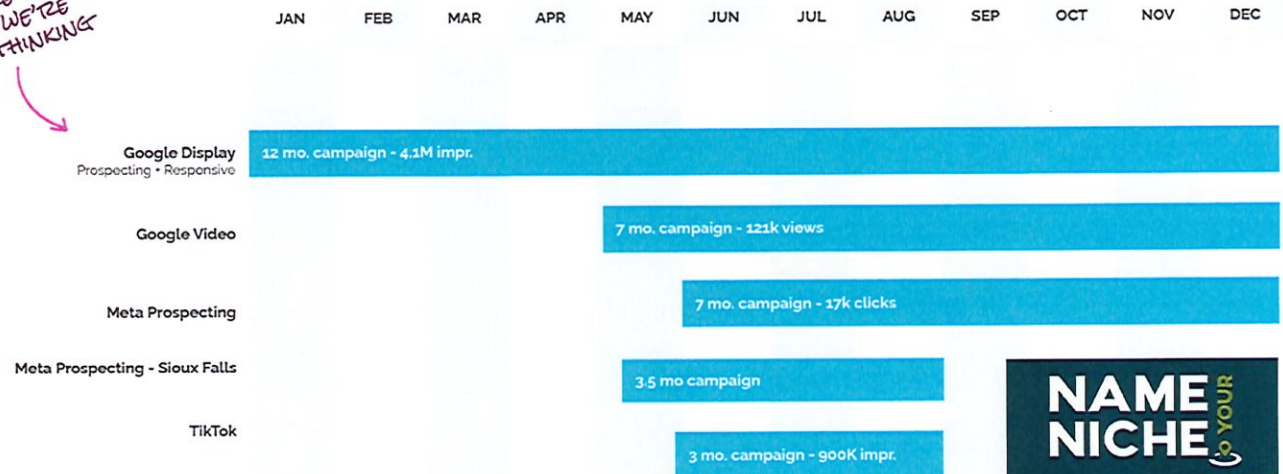 WE'RE
THINKING
JAN FEB MAR APR MAY JUN JUL AUG SEP OCT NOV DEC
Google Display
Prospecting + Responsive
12 mo. campaign - 4.1M impr.
Google Video
7 mo. campaign - 121k views
Meta Prospecting
7 mo. campaign - 17k clicks
Meta Prospecting - Sioux Falls
3.5 mo campaign
TikTok
3 mo. campaign - 900K impr.
NAME
NICHE
YOUR